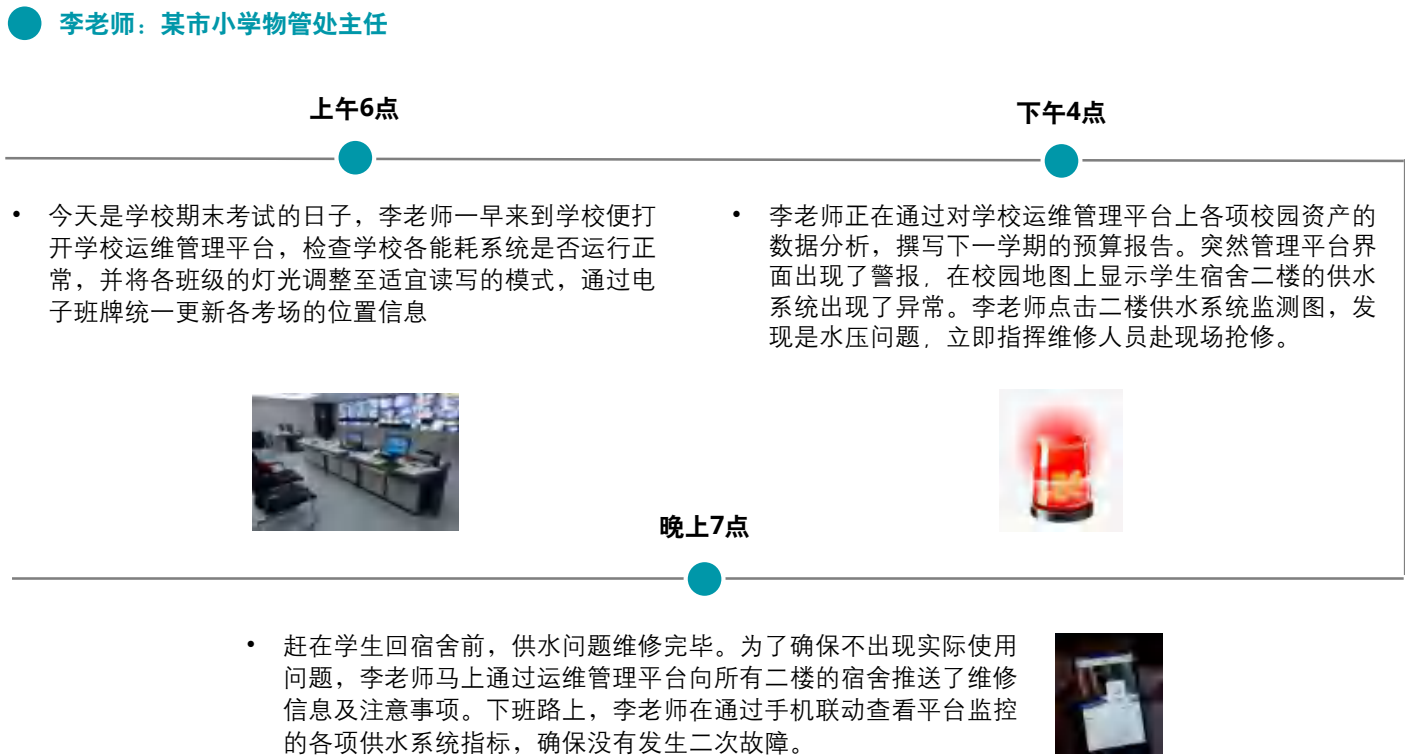 李老师：某市小学物管处主任
上午6点
• 今天是学校期末考试的日子，李老师一早来到学校便打
开学校运维管理平台，检查学校各能耗系统是否运行正
常，并将各班级的灯光调整至适宜读写的模式，通过电
子班牌统一更新各考场的位置信息
下午4点
• 李老师正在通过对学校运维管理平台上各项校园资产的
数据分析，撰写下一学期的预算报告。突然管理平台界
面出现了警报，在校园地图上显示学生宿舍二楼的供水
系统出现了异常。李老师点击二楼供水系统监测图，发
现是水压问题，立即指挥维修人员赴现场抢修。
晚上7点
• 赶在学生回宿舍前，供水问题维修完毕。为了确保不出现实际使用
问题，李老师马上通过运维管理平台向所有二楼的宿舍推送了维修
信息及注意事项。下班路上，李老师在通过手机联动查看平台监控
的各项供水系统指标，确保没有发生二次故障。